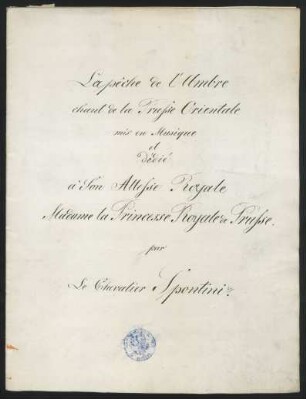 La pêche de l'Ambre
chant de la Prusse Orientale
mis en Musique
et
Dédié
à Son Altesse Royale
Madame la Princesse Royale de Prusse.
par
Le Chevalier Spontini